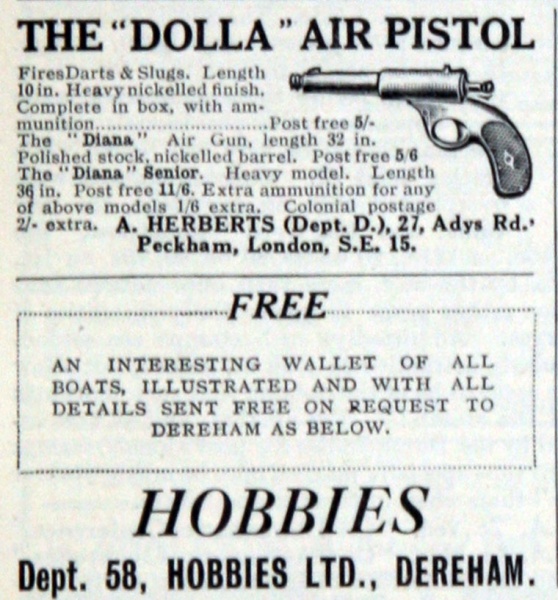 THE "DOLLA" AIR PISTOL
Fires Darts & Slugs. Length
10 in. Heavy nickelled finish.
Complete in box, with am-
munition........................Post free 5/-
The "Diana" Air Gun, length 32 in.
Polished stock, nickelled barrel. Post free 5/6
The "Diana" Senior. Heavy model. Length
36 in. Post free 11/6. Extra ammunition for any
of above models 1/6 extra. Colonial postage
2/- extra. A. HERBERTS (Dept. D.), 27, Adys Rd.,
Peckham, London, S.E. 15.
FREE
AN INTERESTING WALLET OF ALL
BOATS, ILLUSTRATED AND WITH ALL
DETAILS SENT FREE ON REQUEST TO
DEREHAM AS BELOW.
HOBBIES
Dept. 58, HOBBIES LTD., DEREHAM.